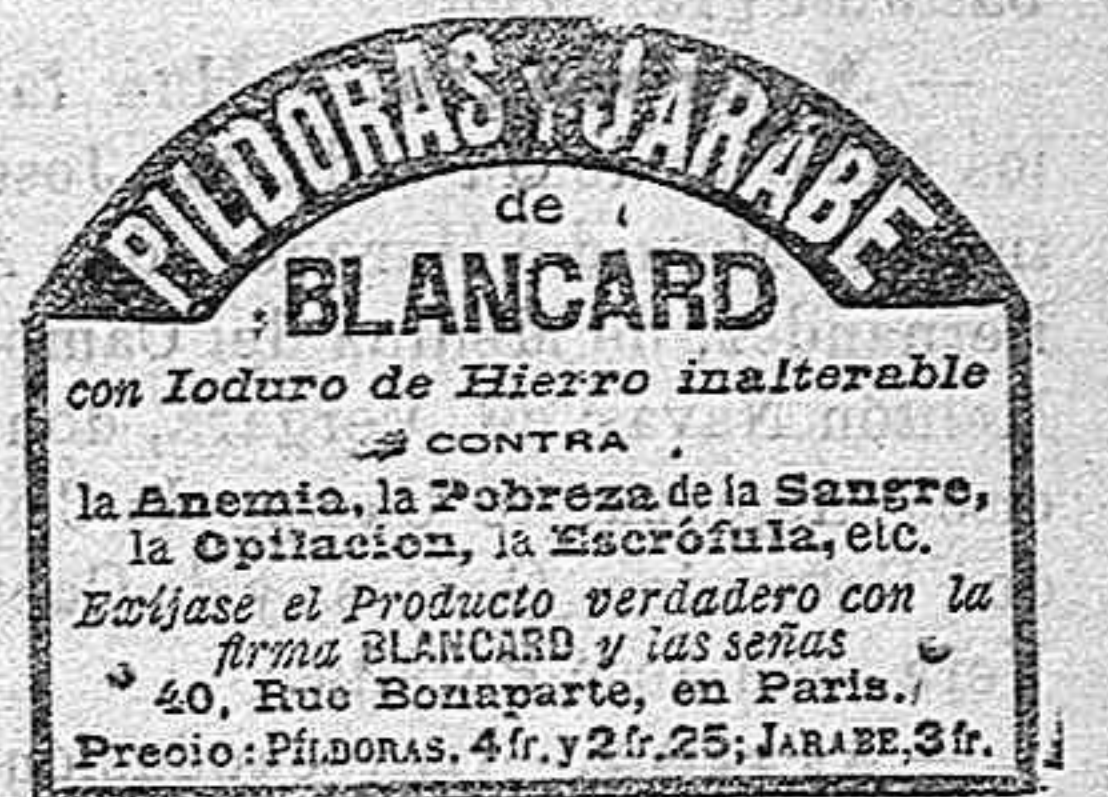 PILDORAS Y JARABE
de
BLANCARD
con Ioduro de Hierro inalterable
CONTRA
la Anemia, la Pobreza de la Sangre,
la Opilacion, la Escrófula, etc.
Exíjase el Producto verdadero con la
firma BLANCARD y las señas
40, Rue Bonaparte, en Paris.
Precio: PÍLDORAS. 4 fr. y 2 fr. 25; JARABE, 3 fr.